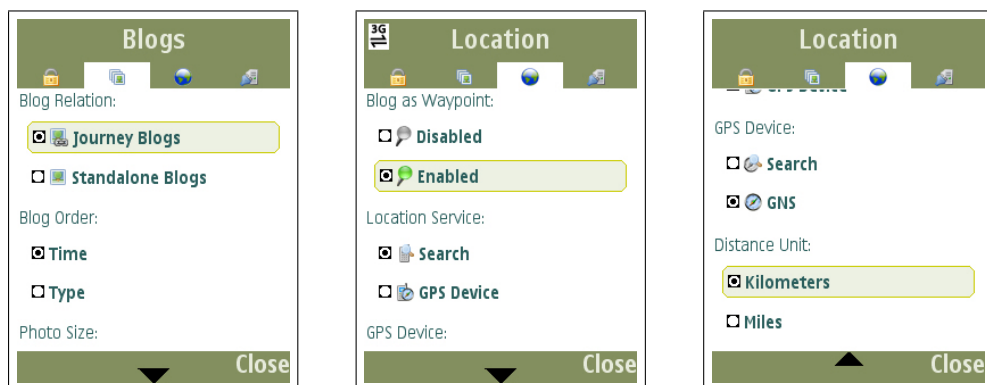 Blogs
Blog Relation:
Journey Blogs
Standalone Blogs
Blog Order:
Time
Type
Photo Size:
Close
3G
Location
Blog as Waypoint:
Disabled
Enabled
Location Service:
Search
GPS Device
GPS Device:
Close
Location
GPS Device:
Search
GNS
Distance Unit:
Kilometers
Miles
Close